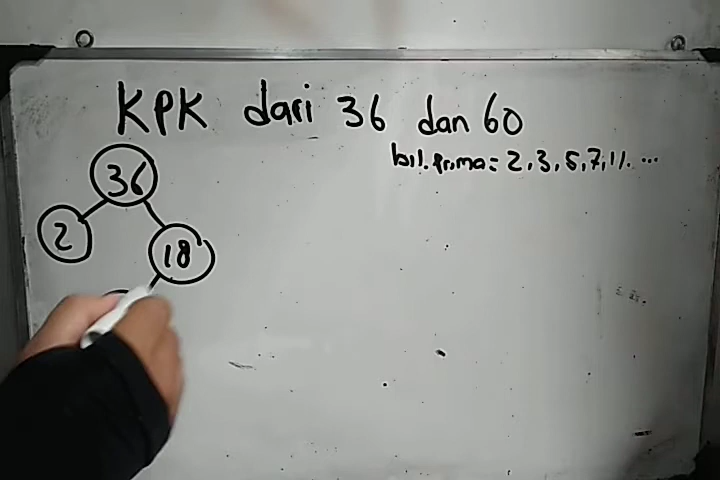 KPK dari 36 dan 60
bil. prima = 2, 3, 5, 7, 11. ...
36
2
18